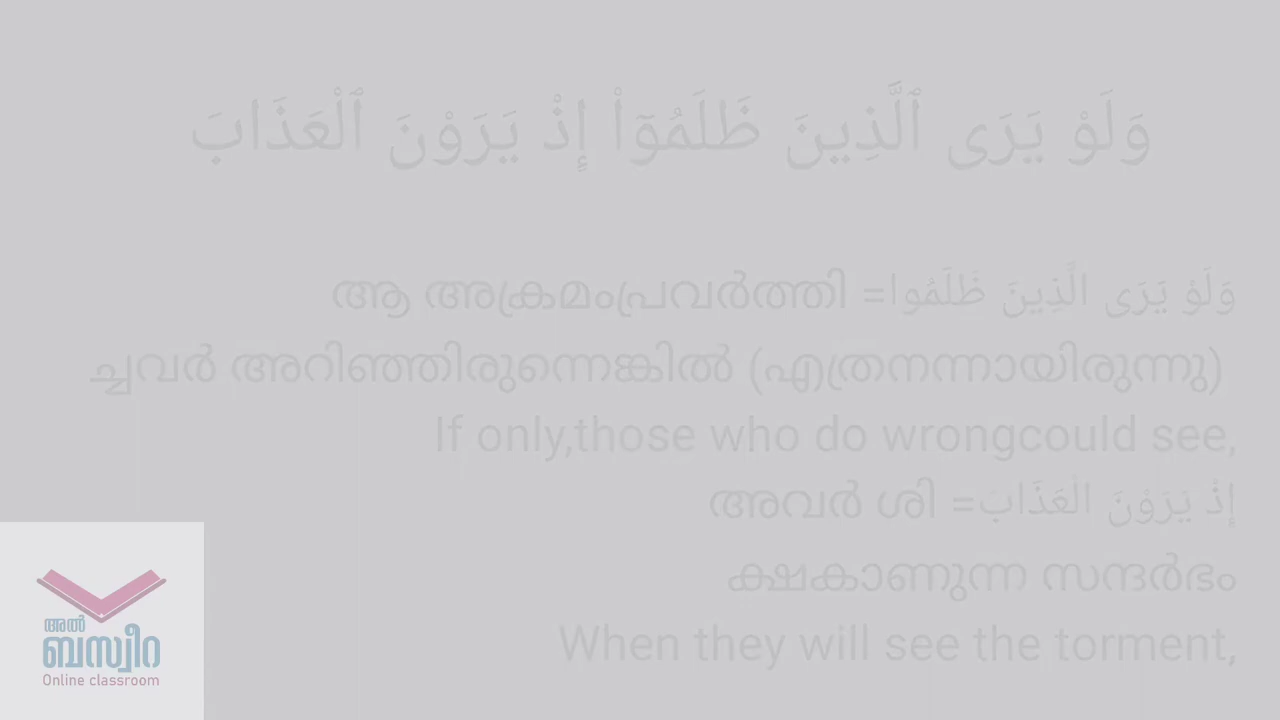 وَلَوْ يَرَى ٱلَّذِينَ ظَلَمُوٓا۟ إِذْ يَرَوْنَ ٱلْعَذَابَ
وَلَوْ يَرَى الَّذِينَ ظَلَمُوا= ആ അക്രമംപ്രവർത്തി
ച്ചവർ അറിഞ്ഞിരുന്നെങ്കിൽ (എത്രനന്നായിരുന്നു)
If only,those who do wrongcould see,
إِذْ يَرَوْنَ الْعَذَابَ= അവർ ശി
ക്ഷകാണുന്ന സന്ദർഭം
When they will see the torment,
അൽ
ബസ്വീറ
Online classroom